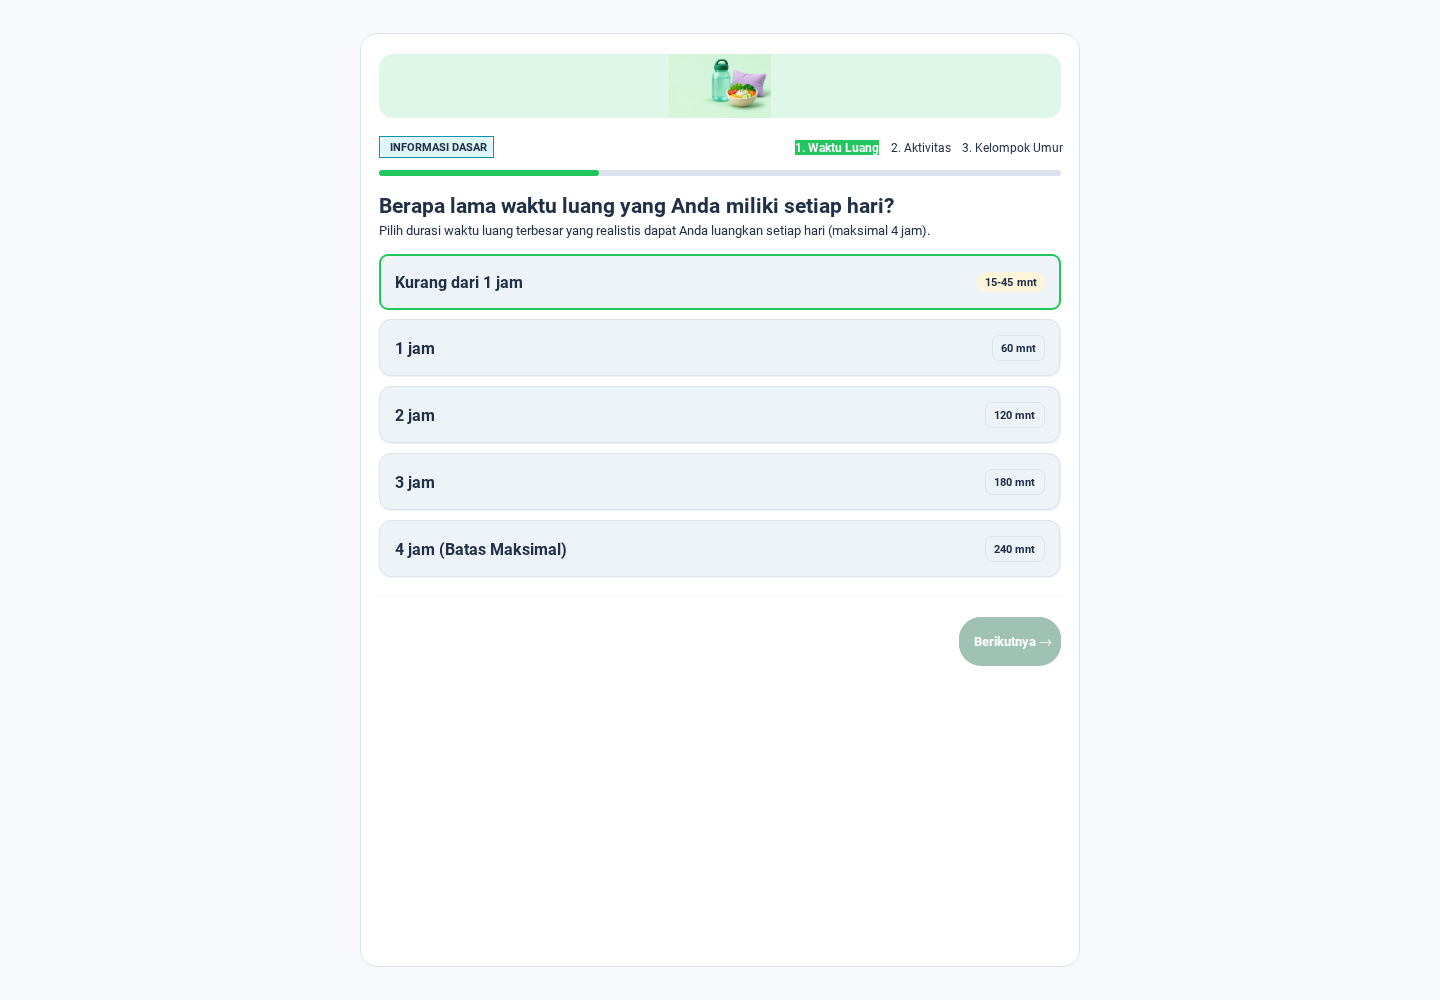 INFORMASI DASAR
1. Waktu Luang 2. Aktivitas 3. Kelompok Umur
Berapa lama waktu luang yang Anda miliki setiap hari?
Pilih durasi waktu luang terbesar yang realistis dapat Anda luangkan setiap hari (maksimal 4 jam).
Kurang dari 1 jam 15-45 mnt
1 jam 60 mnt
2 jam 120 mnt
3 jam 180 mnt
4 jam (Batas Maksimal) 240 mnt
Berikutnya →